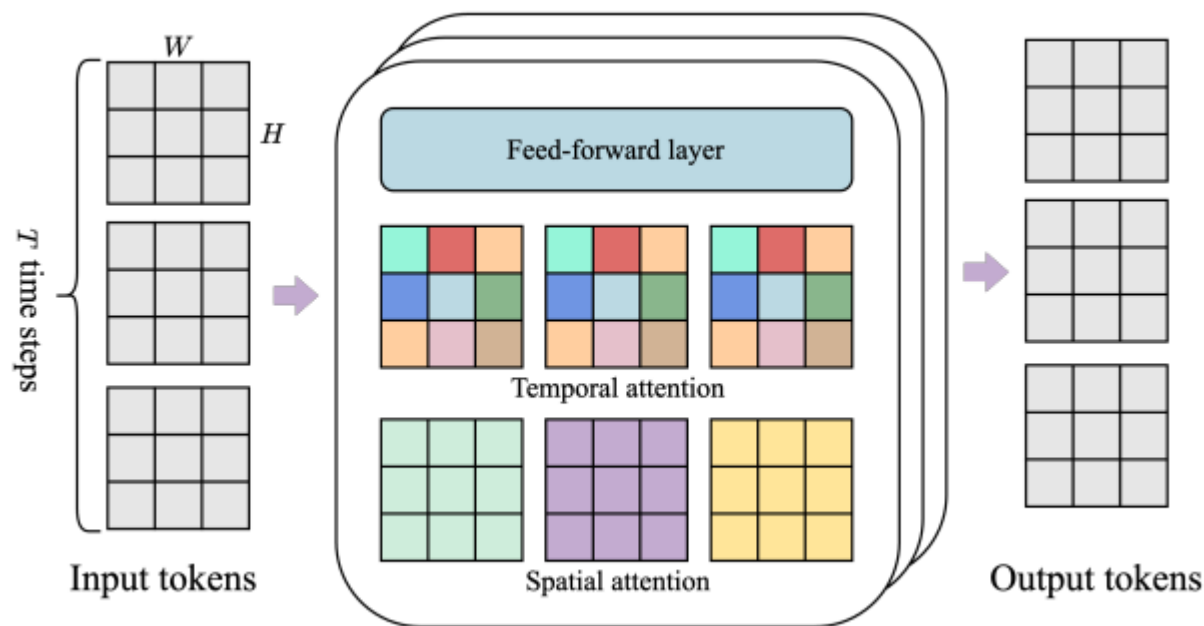 W
H
T time steps
Input tokens
Feed-forward layer
Temporal attention
Spatial attention
Output tokens